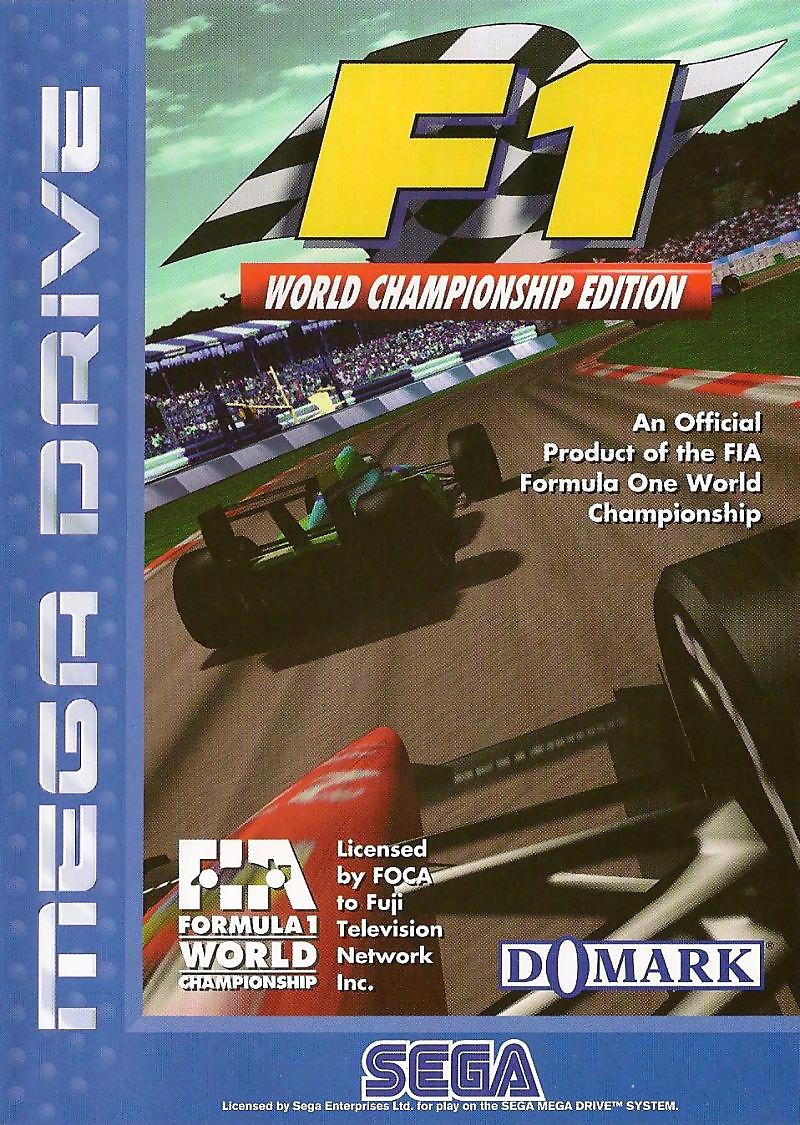 MEGA DRIVE
F1
WORLD CHAMPIONSHIP EDITION
An Official
Product of the FIA
Formula One World
Championship
FIA
FORMULA 1
WORLD
CHAMPIONSHIP
Licensed
by FOCA
to Fuji
Television
Network
Inc.
DOMARK
SEGA
Licensed by Sega Enterprises Ltd. for play on the SEGA MEGA DRIVE™ SYSTEM.